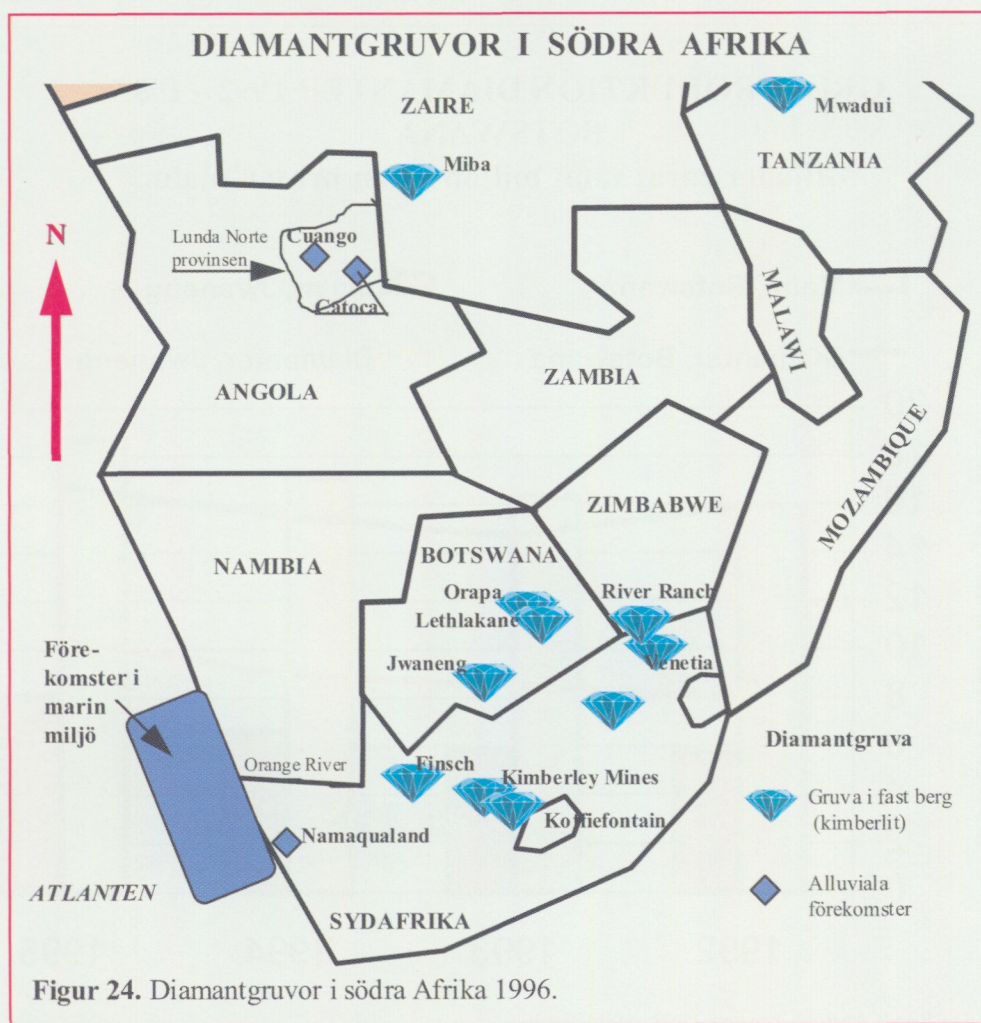 DIAMANTGRUVOR I SÖDRA AFRIKA
ZAIRE
Mwadui
TANZANIA
Miba
N
Lunda Norte
provinsen
Cuango
Catoca
MALAWI
ANGOLA
ZAMBIA
MOZAMBIQUE
ZIMBABWE
BOTSWANA
NAMIBIA
Orapa
River Ranch
Lethlakane
Jwaneng
Venetia
Före-
komster i
marin
miljö
Orange River
Finsch
Kimberley Mines
Koffiefontain
Namaqualand
ATLANTEN
SYDAFRIKA
Diamantgruva
Gruva i fast berg
(kimberlit)
Alluviala
förekomster
Figur 24. Diamantgruvor i södra Afrika 1996.